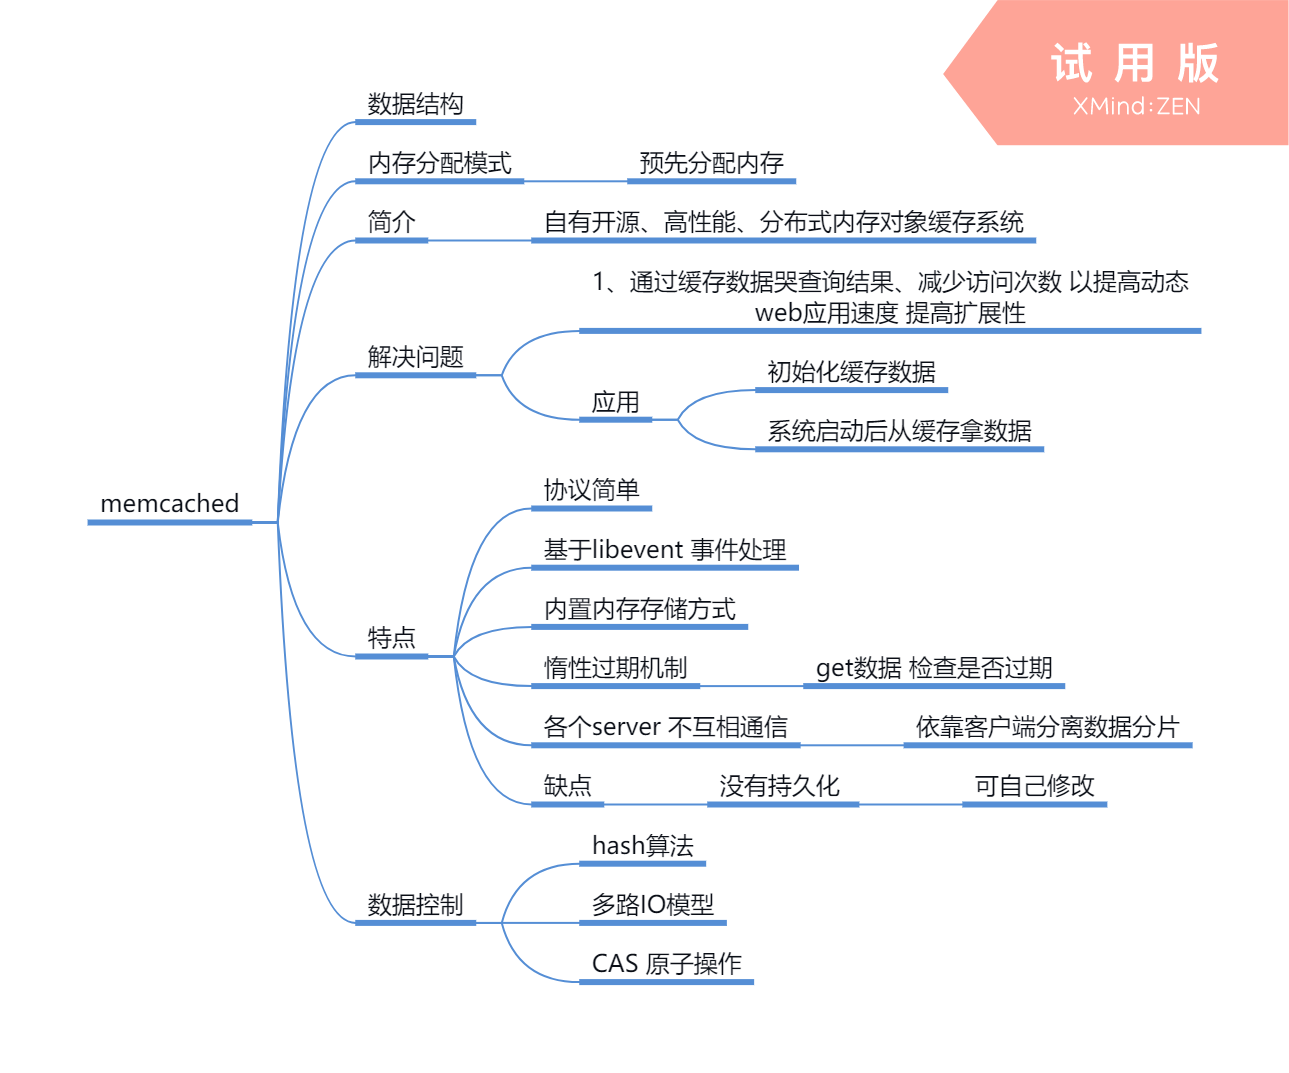 试用版
XMind:ZEN
数据结构
内存分配模式
预先分配内存
简介
自有开源、高性能、分布式内存对象缓存系统
1、通过缓存数据哭查询结果、减少访问次数 以提高动态
web应用速度 提高扩展性
解决问题
初始化缓存数据
应用
系统启动后从缓存拿数据
协议简单
memcached
基于libevent 事件处理
内置内存存储方式
特点
惰性过期机制
get数据 检查是否过期
各个server 不互相通信
依靠客户端分离数据分片
缺点
没有持久化
可自己修改
hash算法
数据控制
多路IO模型
CAS 原子操作